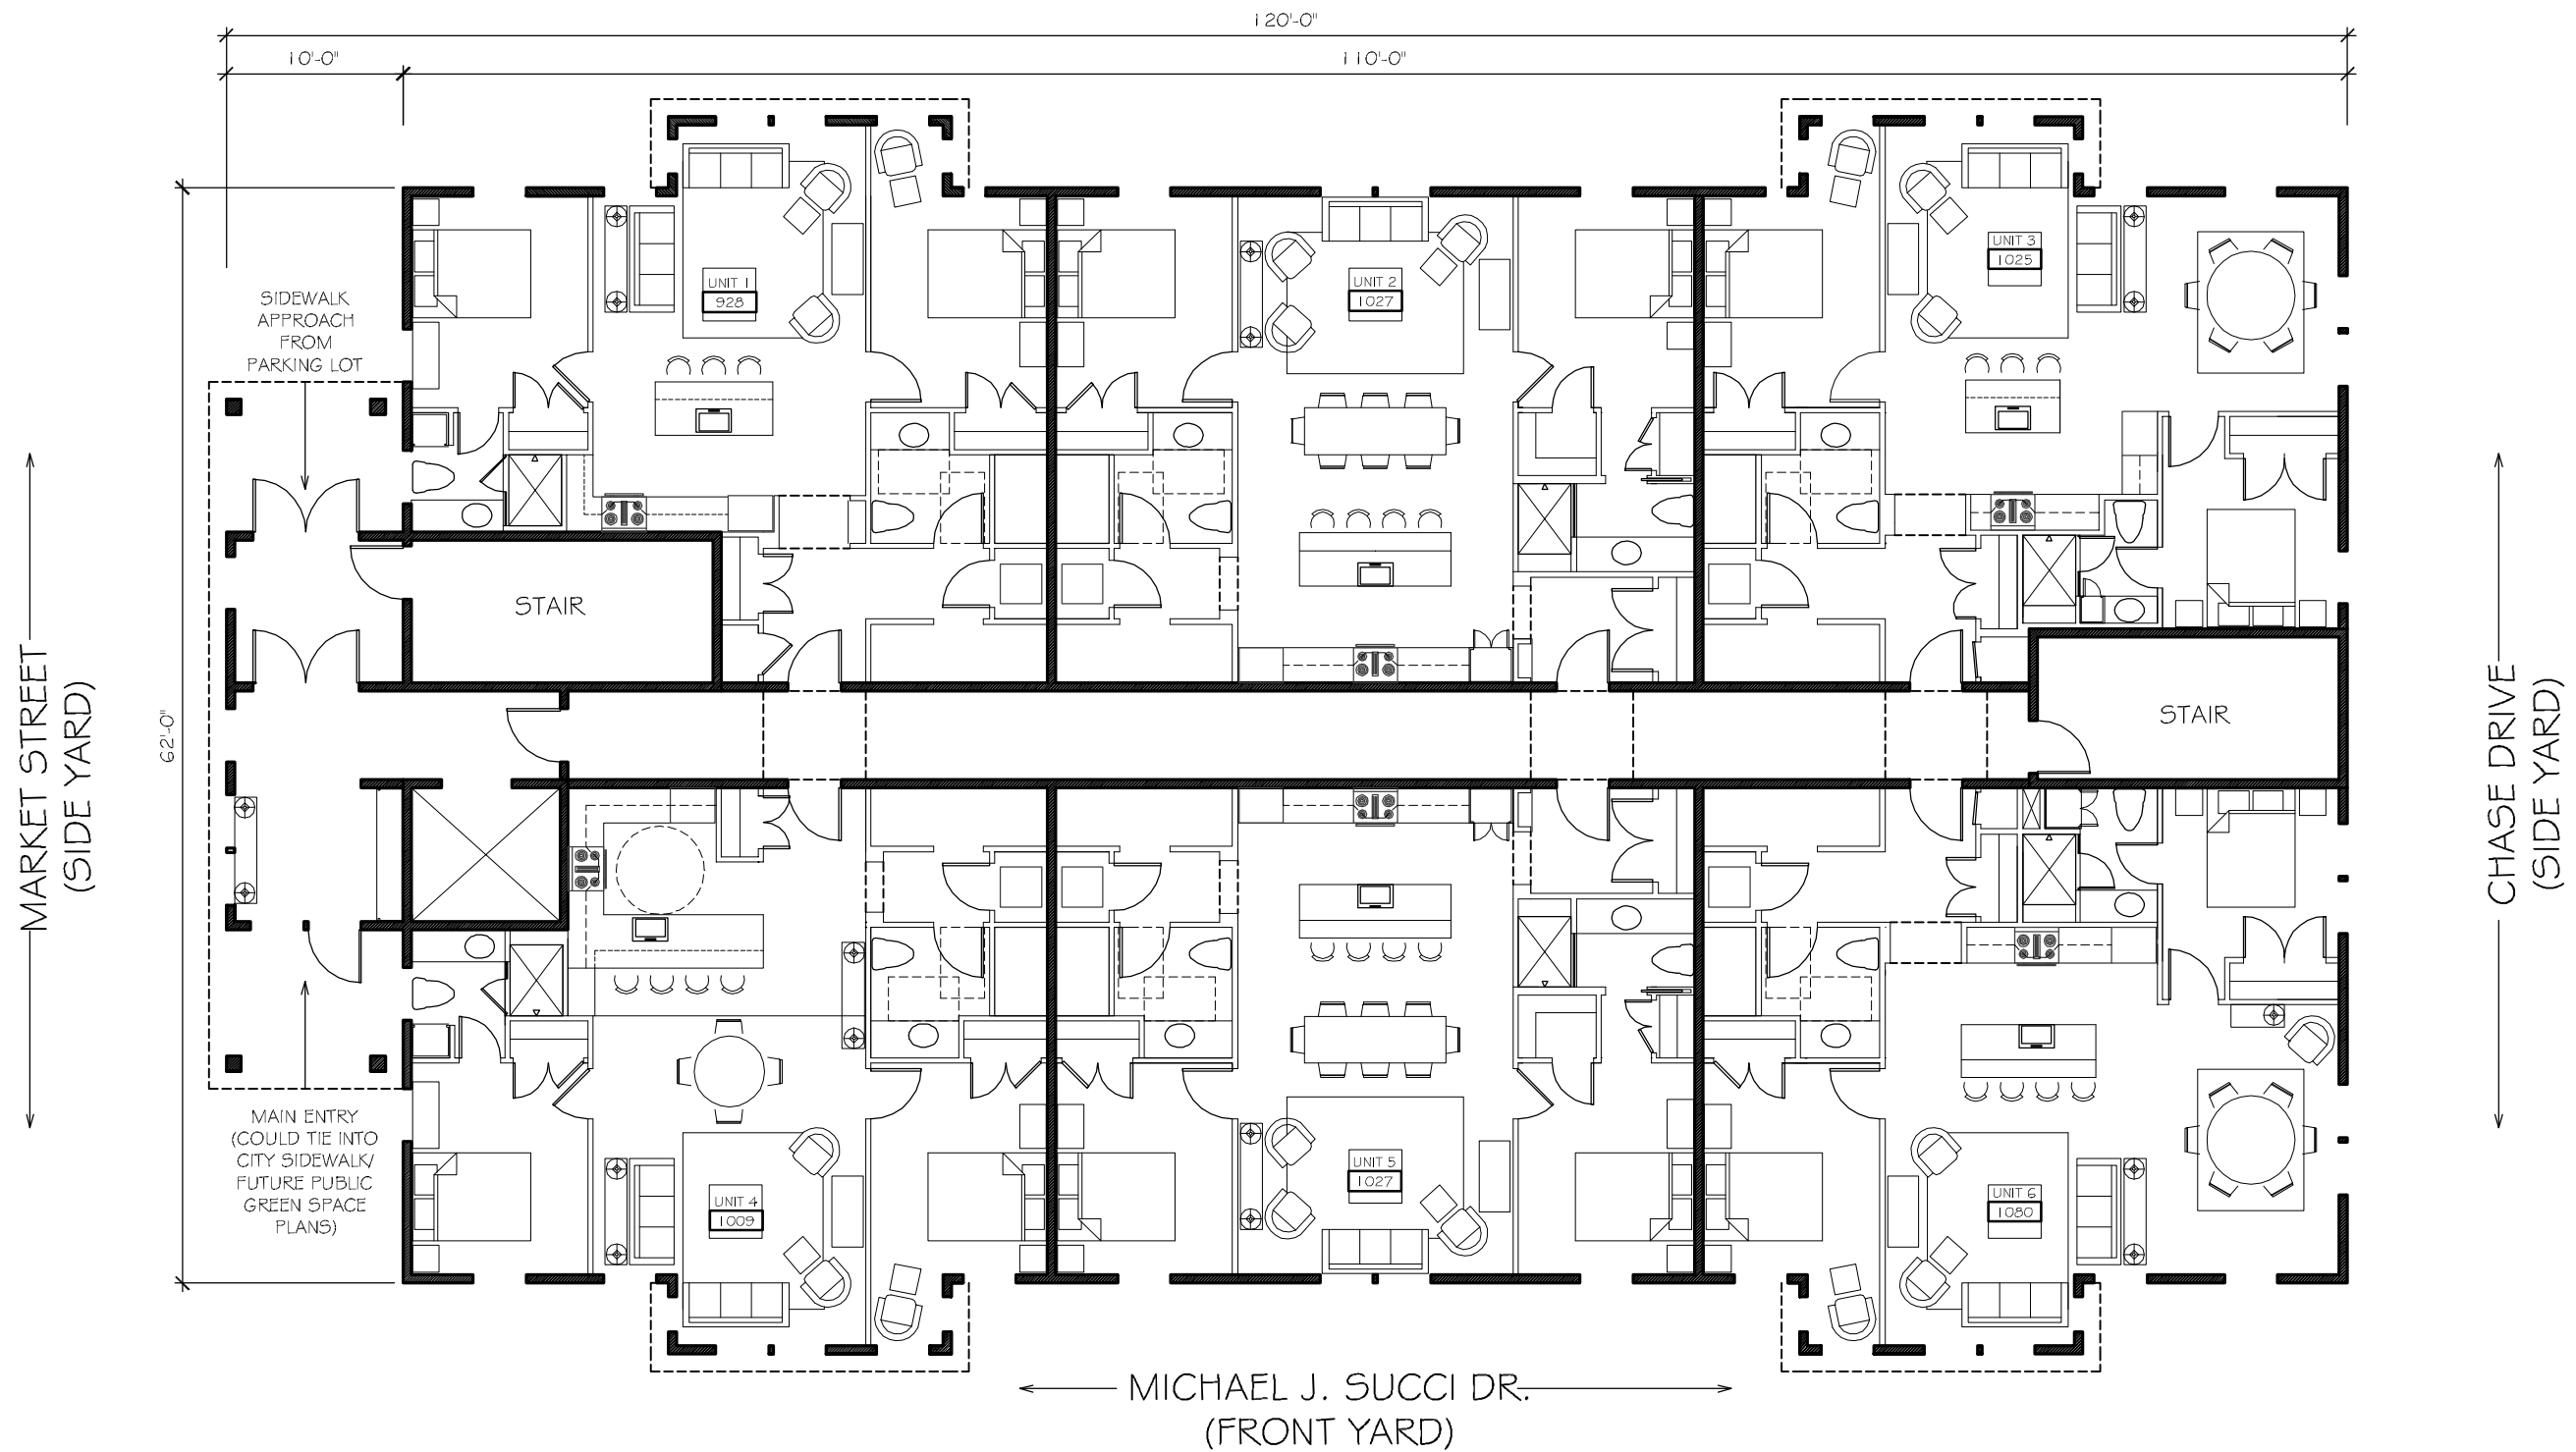 120'-0"
10'-0"
110'-0"
UNIT 1
928
UNIT 2
1027
UNIT 3
1025
SIDEWALK
APPROACH
FROM
PARKING LOT
STAIR
STAIR
62'-0"
MARKET STREET
(SIDE YARD)
CHASE DRIVE
(SIDE YARD)
MAIN ENTRY
(COULD TIE INTO
CITY SIDEWALK/
FUTURE PUBLIC
GREEN SPACE
PLANS)
UNIT 4
1009
UNIT 5
1027
UNIT 6
1080
MICHAEL J. SUCCI DR.
(FRONT YARD)